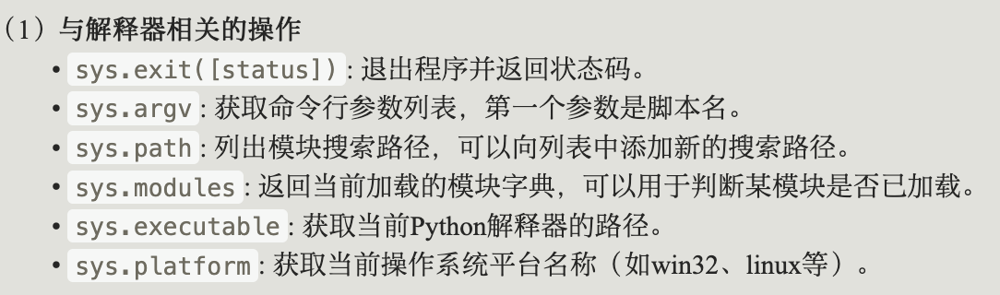 （1）与解释器相关的操作
• sys.exit([status]): 退出程序并返回状态码。
• sys.argv: 获取命令行参数列表，第一个参数是脚本名。
• sys.path: 列出模块搜索路径，可以向列表中添加新的搜索路径。
• sys.modules: 返回当前加载的模块字典，可以用于判断某模块是否已加载。
• sys.executable: 获取当前Python解释器的路径。
• sys.platform: 获取当前操作系统平台名称（如win32、linux等）。